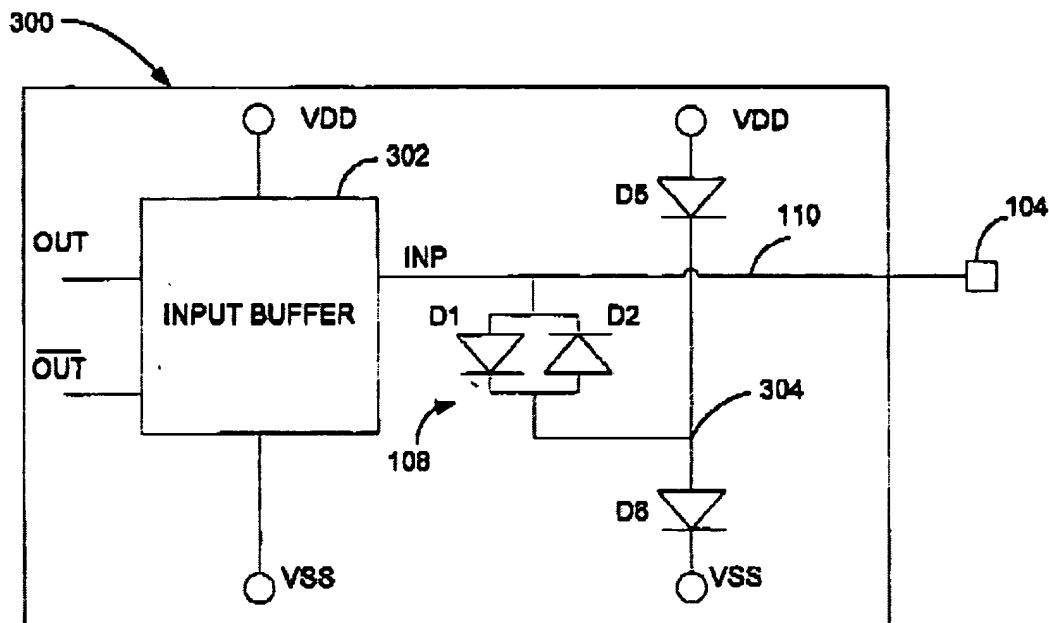 300
VDD
VDD
302
D5
110
104
OUT
INP
INPUT BUFFER
D1
D2
OUT
304
108
D6
VSS
VSS